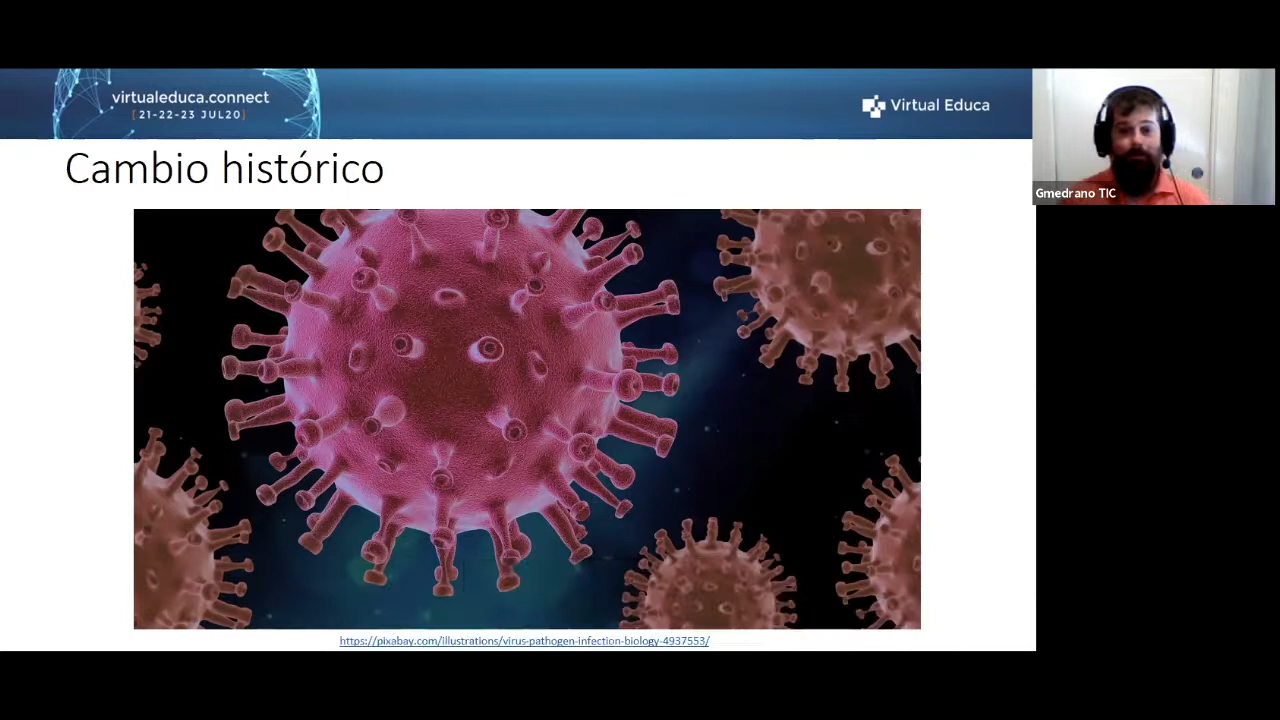 virtualeduca.connect
[21-22-23 JUL20]
Virtual Educa
Cambio histórico
Gmedrano TIC
https://pixabay.com/illustrations/virus-pathogen-infection-biology-4937553/